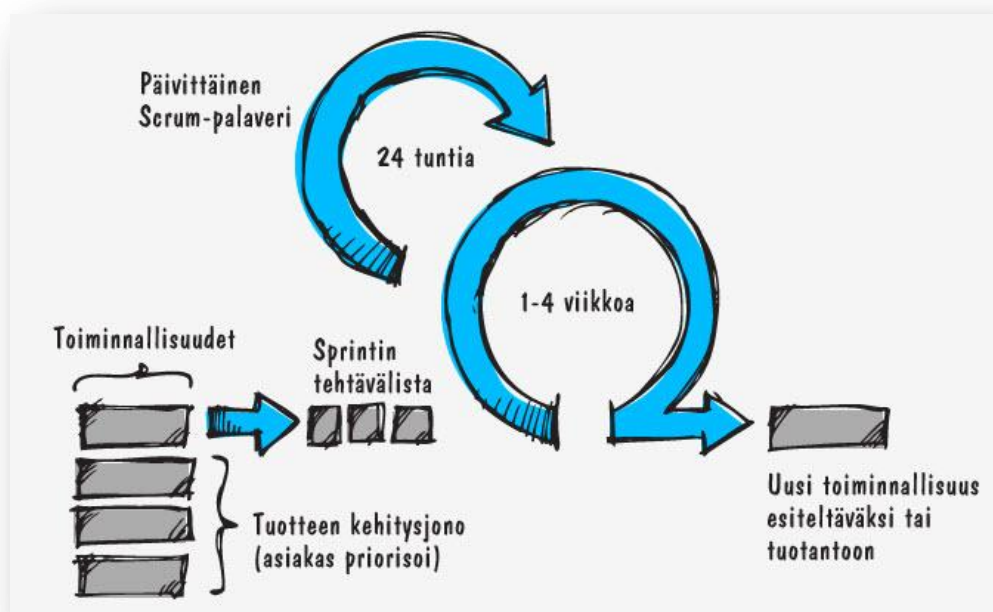 Päivittäinen
Scrum-palaveri
24 tuntia
1-4 viikkoa
Toiminnallisuudet
Sprintin
tehtävälista
Tuotteen kehitysjono
(asiakas priorisoi)
Uusi toiminnallisuus
esiteltäväksi tai
tuotantoon